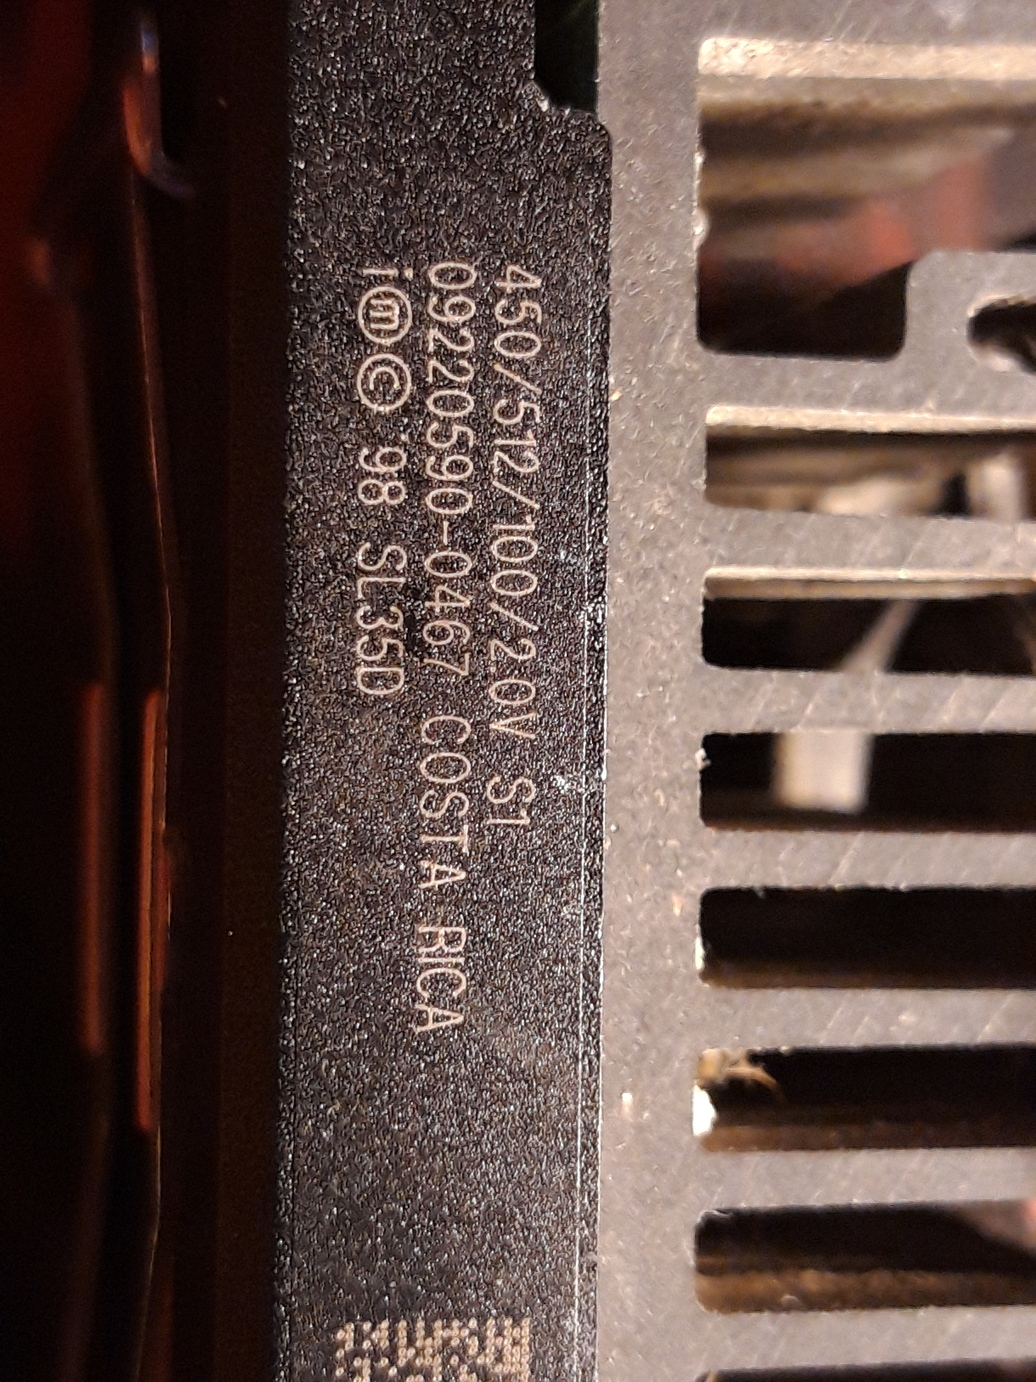 450/512/100/2.0V S1
09220590-0467 COSTA RICA
i ⓜ © '98 SL35D